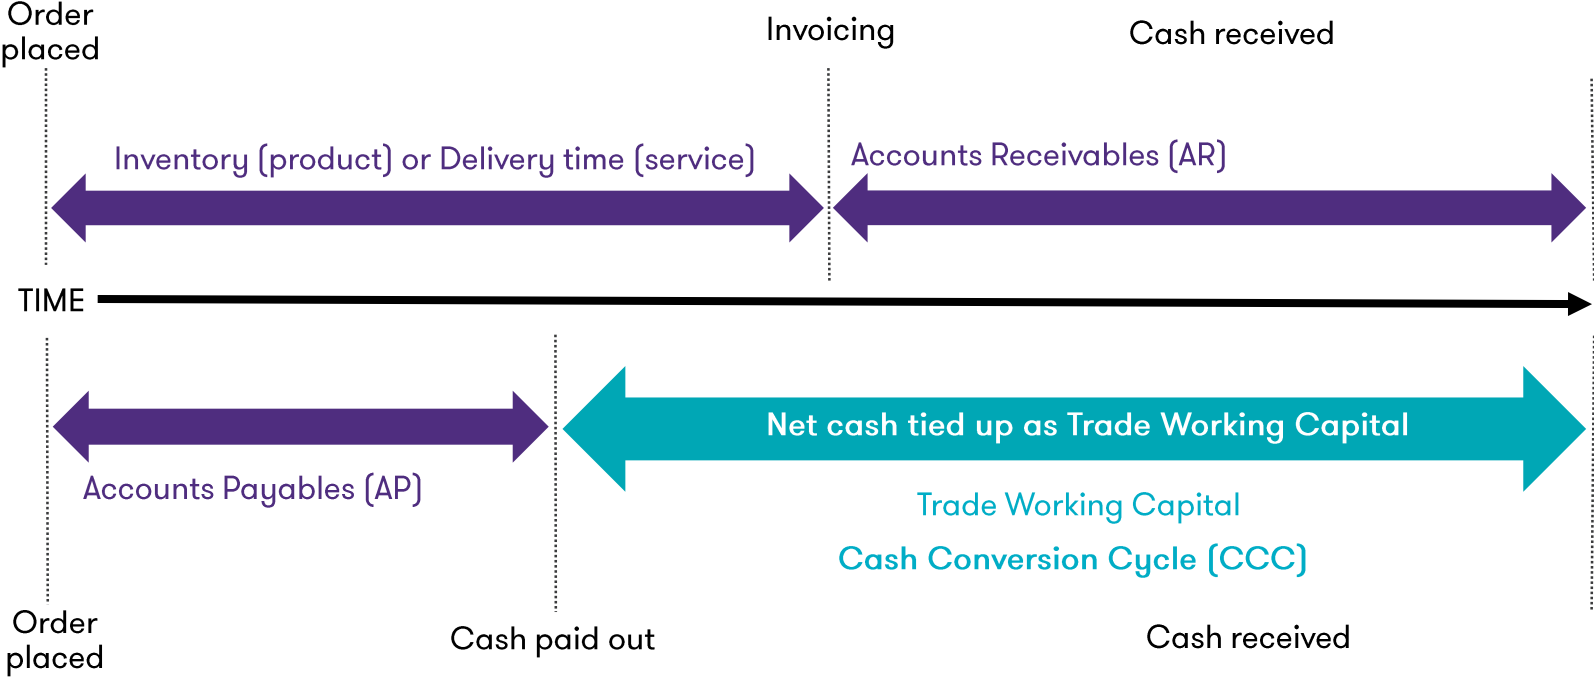 Order
placed
Invoicing
Cash received
Inventory (product) or Delivery time (service)
Accounts Receivables (AR)
TIME
Net cash tied up as Trade Working Capital
Accounts Payables (AP)
Trade Working Capital
Cash Conversion Cycle (CCC)
Order
placed
Cash paid out
Cash received